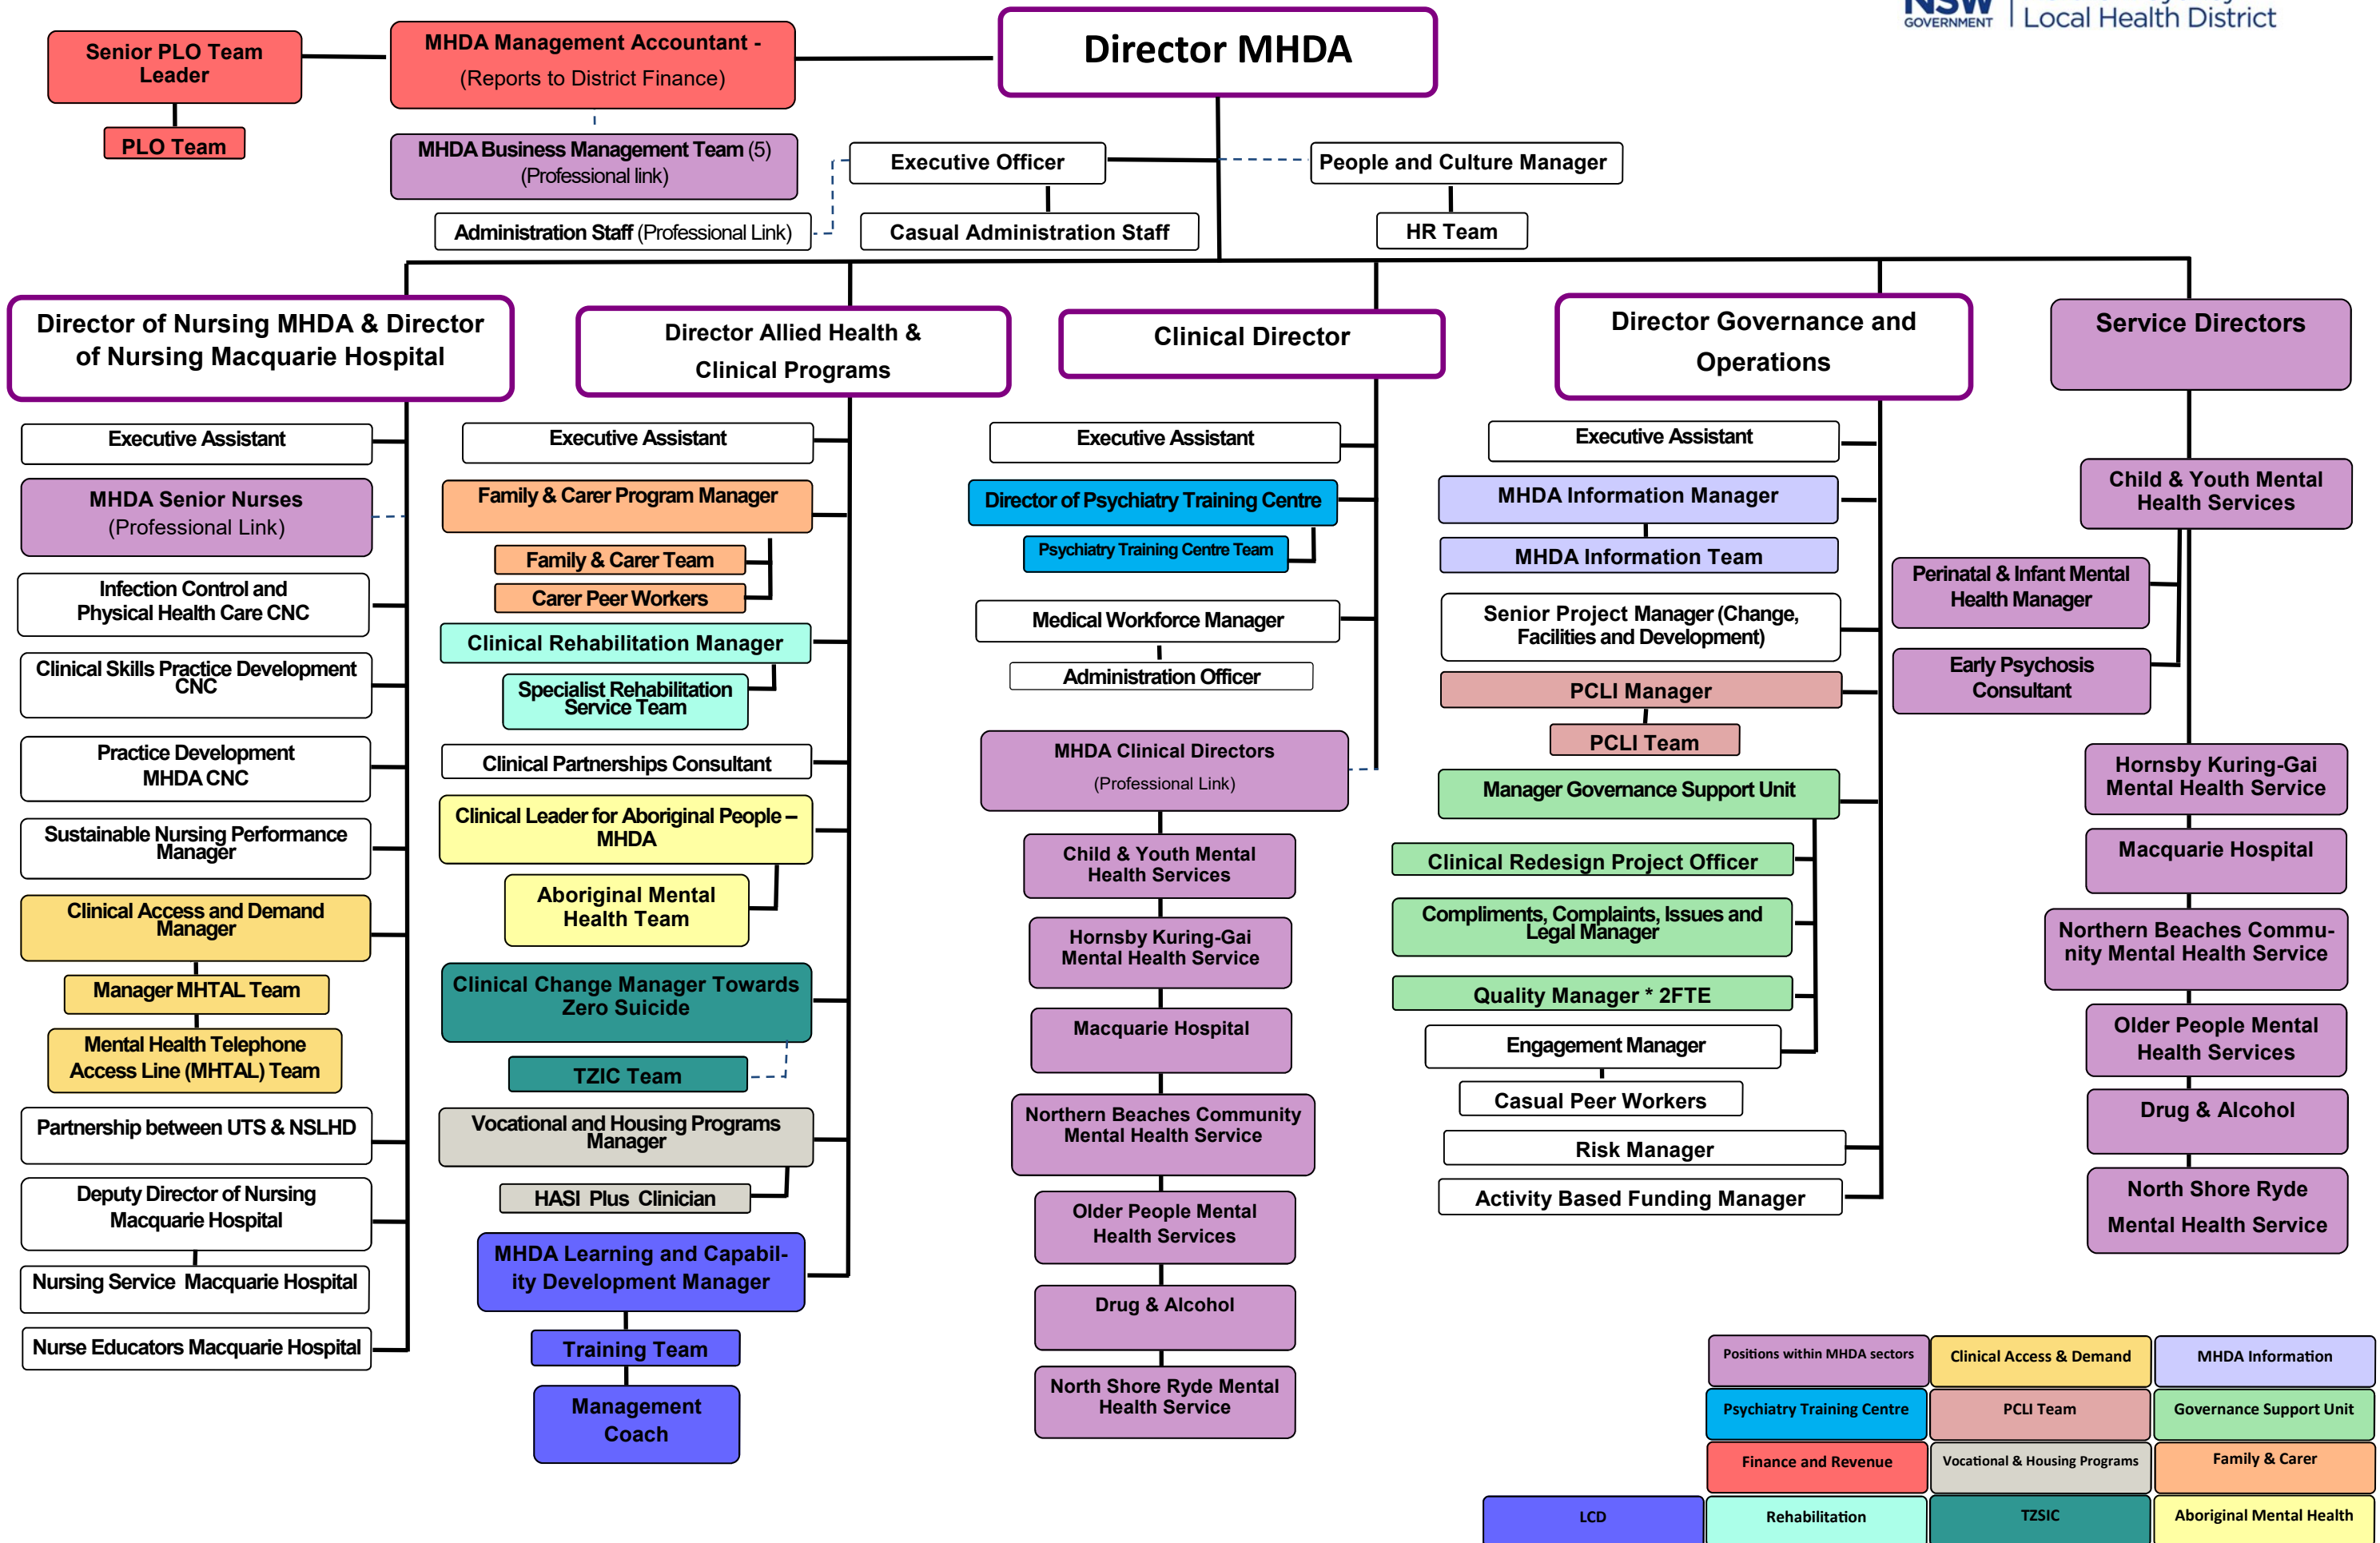 NSW
GOVERNMENT
Local Health District
Director MHDA
Senior PLO Team
Leader
PLO Team
MHDA Management Accountant -
(Reports to District Finance)
MHDA Business Management Team (5)
(Professional link)
Executive Officer
People and Culture Manager
Administration Staff (Professional Link)
Casual Administration Staff
HR Team
Director of Nursing MHDA & Director
of Nursing Macquarie Hospital
Executive Assistant
MHDA Senior Nurses
(Professional Link)
Infection Control and
Physical Health Care CNC
Clinical Skills Practice Development
CNC
Practice Development
MHDA CNC
Sustainable Nursing Performance
Manager
Clinical Access and Demand
Manager
Manager MHTAL Team
Mental Health Telephone
Access Line (MHTAL) Team
Partnership between UTS & NSLHD
Deputy Director of Nursing
Macquarie Hospital
Nursing Service Macquarie Hospital
Nurse Educators Macquarie Hospital
Director Allied Health &
Clinical Programs
Executive Assistant
Family & Carer Program Manager
Family & Carer Team
Carer Peer Workers
Clinical Rehabilitation Manager
Specialist Rehabilitation
Service Team
Clinical Partnerships Consultant
Clinical Leader for Aboriginal People –
MHDA
Aboriginal Mental
Health Team
Clinical Change Manager Towards
Zero Suicide
TZIC Team
Vocational and Housing Programs
Manager
HASI Plus Clinician
MHDA Learning and Capabil-
ity Development Manager
Training Team
Management
Coach
Clinical Director
Executive Assistant
Director of Psychiatry Training Centre
Psychiatry Training Centre Team
Medical Workforce Manager
Administration Officer
MHDA Clinical Directors
(Professional Link)
Child & Youth Mental
Health Services
Hornsby Kuring-Gai
Mental Health Service
Macquarie Hospital
Northern Beaches Community
Mental Health Service
Older People Mental
Health Services
Drug & Alcohol
North Shore Ryde Mental
Health Service
Director Governance and
Operations
Executive Assistant
MHDA Information Manager
MHDA Information Team
Senior Project Manager (Change,
Facilities and Development)
PCLI Manager
PCLI Team
Manager Governance Support Unit
Clinical Redesign Project Officer
Compliments, Complaints, Issues and
Legal Manager
Quality Manager * 2FTE
Engagement Manager
Casual Peer Workers
Risk Manager
Activity Based Funding Manager
Service Directors
Child & Youth Mental
Health Services
Perinatal & Infant Mental
Health Manager
Early Psychosis
Consultant
Hornsby Kuring-Gai
Mental Health Service
Macquarie Hospital
Northern Beaches Commu-
nity Mental Health Service
Older People Mental
Health Services
Drug & Alcohol
North Shore Ryde
Mental Health Service
Positions within MHDA sectors
Clinical Access & Demand
MHDA Information
Psychiatry Training Centre
PCLI Team
Governance Support Unit
Finance and Revenue
Vocational & Housing Programs
Family & Carer
LCD
Rehabilitation
TZSIC
Aboriginal Mental Health